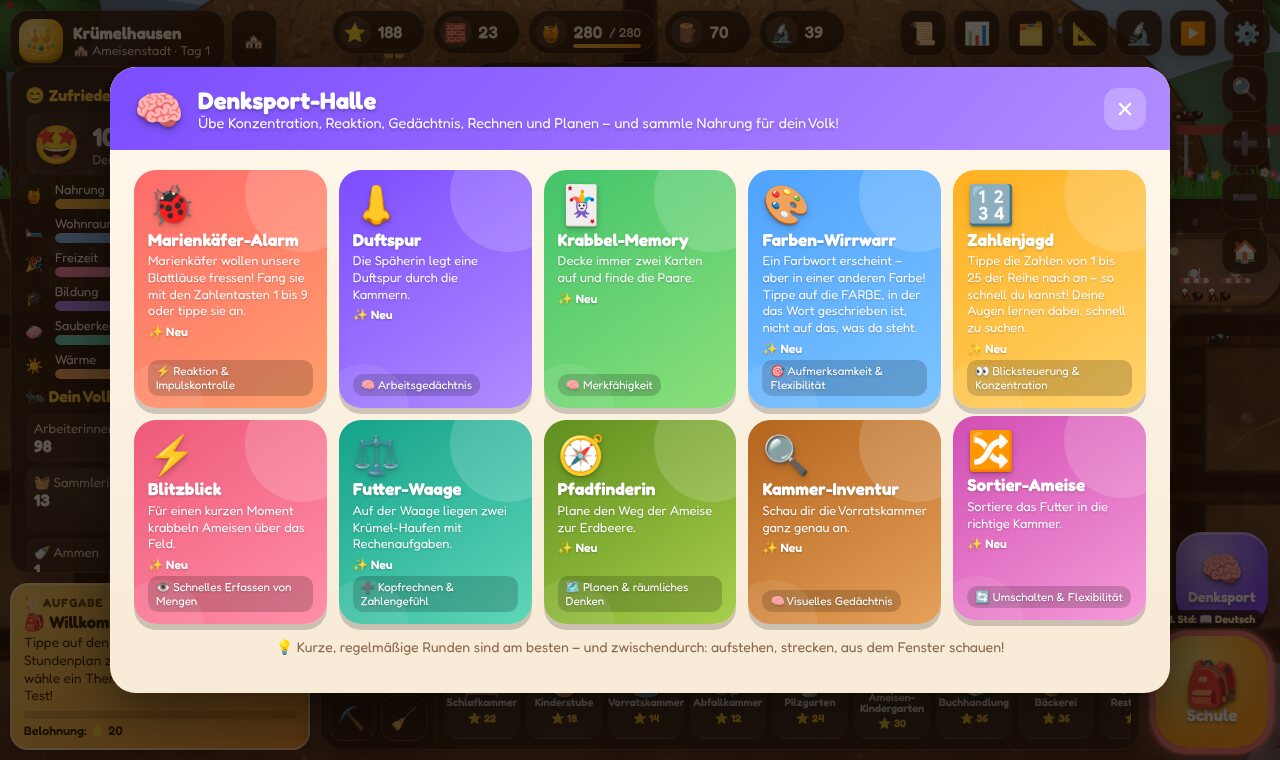 Krümelhausen
Ameisenstadt · Tag 1
188
23
280 / 280
70
39
Denksport-Halle
Übe Konzentration, Reaktion, Gedächtnis, Rechnen und Planen – und sammle Nahrung für dein Volk!
Nahrung
Freizeit
Bildung
Wärme
Marienkäfer-Alarm
Marienkäfer wollen unsere
Blattläuse fressen! Fang sie
mit den Zahlentasten 1 bis 9
oder tippe sie an.
Neu
Reaktion &
Impulskontrolle
Duftspur
Die Späherin legt eine
Duftspur durch die
Kammern.
Neu
Arbeitsgedächtnis
Krabbel-Memory
Decke immer zwei Karten
auf und finde die Paare.
Neu
Merkfähigkeit
Farben-Wirrwarr
Ein Farbwort erscheint –
aber in einer anderen Farbe!
Tippe auf die FARBE, in der
das Wort geschrieben ist,
nicht auf das, was da steht.
Neu
Aufmerksamkeit &
Flexibilität
1 2
3 4
Zahlenjagd
Tippe die Zahlen von 1 bis
25 der Reihe nach an – so
schnell du kannst! Deine
Augen lernen dabei, schnell
zu suchen.
Neu
Blicksteuerung &
Konzentration
98
13
Ammen
Blitzblick
Für einen kurzen Moment
krabbeln Ameisen über das
Feld.
Neu
Schnelles Erfassen von
Mengen
Futter-Waage
Auf der Waage liegen zwei
Krümel-Haufen mit
Rechenaufgaben.
Neu
Kopfrechnen &
Zahlengefühl
Pfadfinderin
Plane den Weg der Ameise
zur Erdbeere.
Neu
Planen & räumliches
Denken
Kammer-Inventur
Schau dir die Vorratskammer
ganz genau an.
Neu
Visuelles Gedächtnis
Sortier-Ameise
Sortiere das Futter in die
richtige Kammer.
Neu
Umschalten & Flexibilität
Kurze, regelmäßige Runden sind am besten – und zwischendurch: aufstehen, strecken, aus dem Fenster schauen!
AUFGABE
Tippe auf den
Stundenplan
wähle ein
Test!
Belohnung: 20
Schlafkammer
22
Kinderstube
18
Vorratskammer
14
Abfallkammer
12
Pilzgarten
24
Ameisen-
Kindergarten
30
Buchhandlung
36
Bäckerei
36
Denksport
Std: Deutsch
Schule